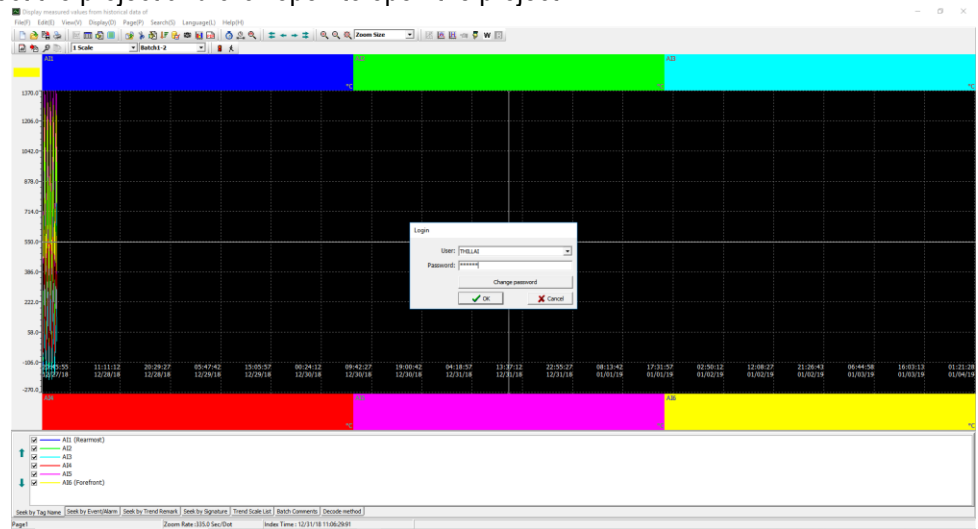 Display measured values from historical data of
File(F) Edit(E) View(V) Display(D) Page(P) Search(S) Language(L) Help(H)
Zoom Size
1 Scale Batch1-2
AI1 AI2 AI3
°C °C °C
1370.0
1206.0
1042.0
878.0
714.0
550.0
386.0
222.0
58.0
-106.0
-270.0
Login
User: THILLAI
Password: ******
Change password
OK Cancel
11:11:12 20:29:27 05:47:42 15:05:57 00:24:12 09:42:27 19:00:42 04:18:57 13:37:12 22:55:27 08:13:42 17:31:57 02:50:12 12:08:27 21:26:43 06:44:58 16:03:13 01:21:28
12/27/18 12/28/18 12/28/18 12/29/18 12/29/18 12/30/18 12/30/18 12/30/18 12/31/18 12/31/18 12/31/18 01/01/19 01/01/19 01/02/19 01/02/19 01/02/19 01/03/19 01/03/19 01/04/19
AI4 AI5 AI6
°C °C °C
AI1 (Rearmost)
AI2
AI3
AI4
AI5
AI6 (Forefront)
Seek by Tag Name Seek by Event/Alarm Seek by Trend Remark Seek by Signature Trend Scale List Batch Comments Decode method
Page1 Zoom Rate :335.0 Sec/Dot Index Time : 12/31/18 11:06:29.91